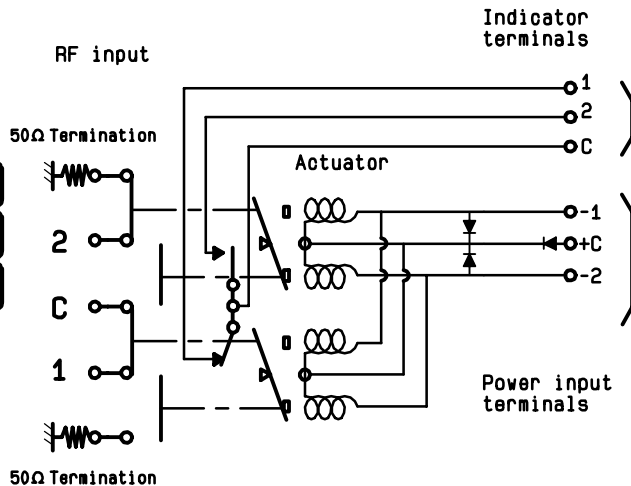 Indicator
terminals
RF input
1
2
C
50Ω Termination
Actuator
-1
2
+C
-2
C
1
Power input
terminals
50Ω Termination